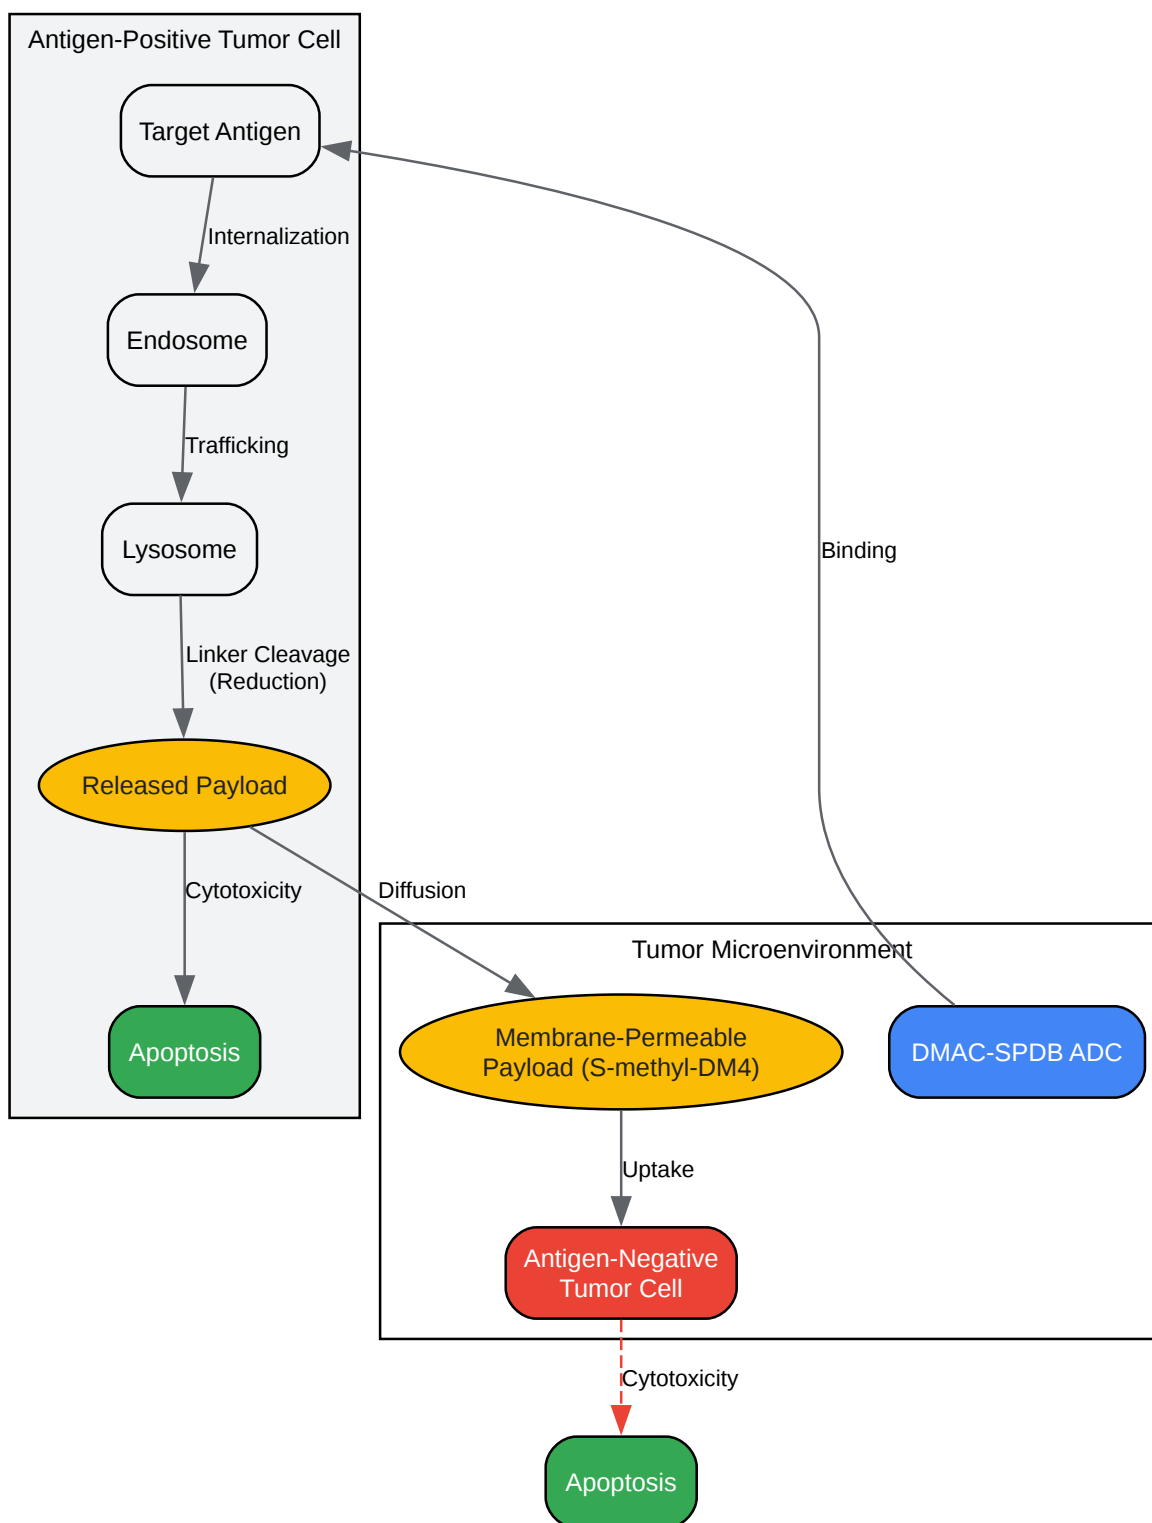 Antigen-Positive Tumor Cell
Target Antigen
Internalization
Endosome
Trafficking
Lysosome
Binding
Linker Cleavage
(Reduction)
Released Payload
Cytotoxicity
Diffusion
Tumor Microenvironment
Apoptosis
Membrane-Permeable
Payload (S-methyl-DM4)
DMAC-SPDB ADC
Uptake
Antigen-Negative
Tumor Cell
Cytotoxicity
Apoptosis